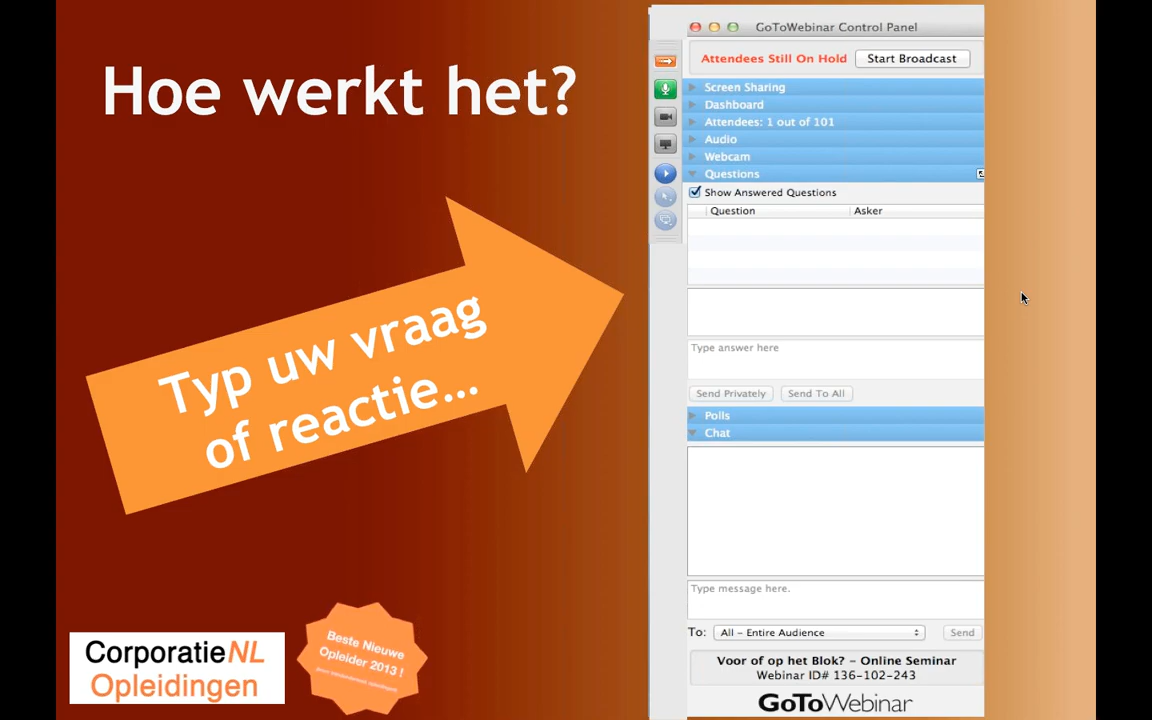 Hoe werkt het?
Typ uw vraag
of reactie...
CorporatieNL
Opleidingen
Beste Nieuwe
Opleider 2013 !
GoToWebinar Control Panel
Attendees Still On Hold
Start Broadcast
Screen Sharing
Dashboard
Attendees: 1 out of 101
Audio
Webcam
Questions
Show Answered Questions
Question Asker
Type answer here
Send Privately Send To All
Polls
Chat
Type message here.
To: All – Entire Audience Send
Voor of op het Blok? – Online Seminar
Webinar ID# 136-102-243
GoToWebinar